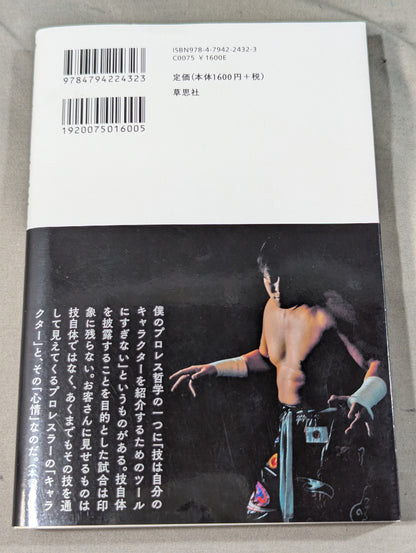 ISBN978-4-7942-2432-3
C0075 ¥1600E
定価(本体1600円+税)
草思社
9784794224323
1920075016005
僕のプロレス哲学の一つに「技は自分の
キャラクターを紹介するためのツール
にすぎない」というものがある。技自体
を披露することを目的とした試合は印
象に残らない。お客さんに見せるものは
技自体ではなく、あくまでもその技を通
して見えてくるプロレスラーの「キャラ
クター」と、その「心情」なのだ。